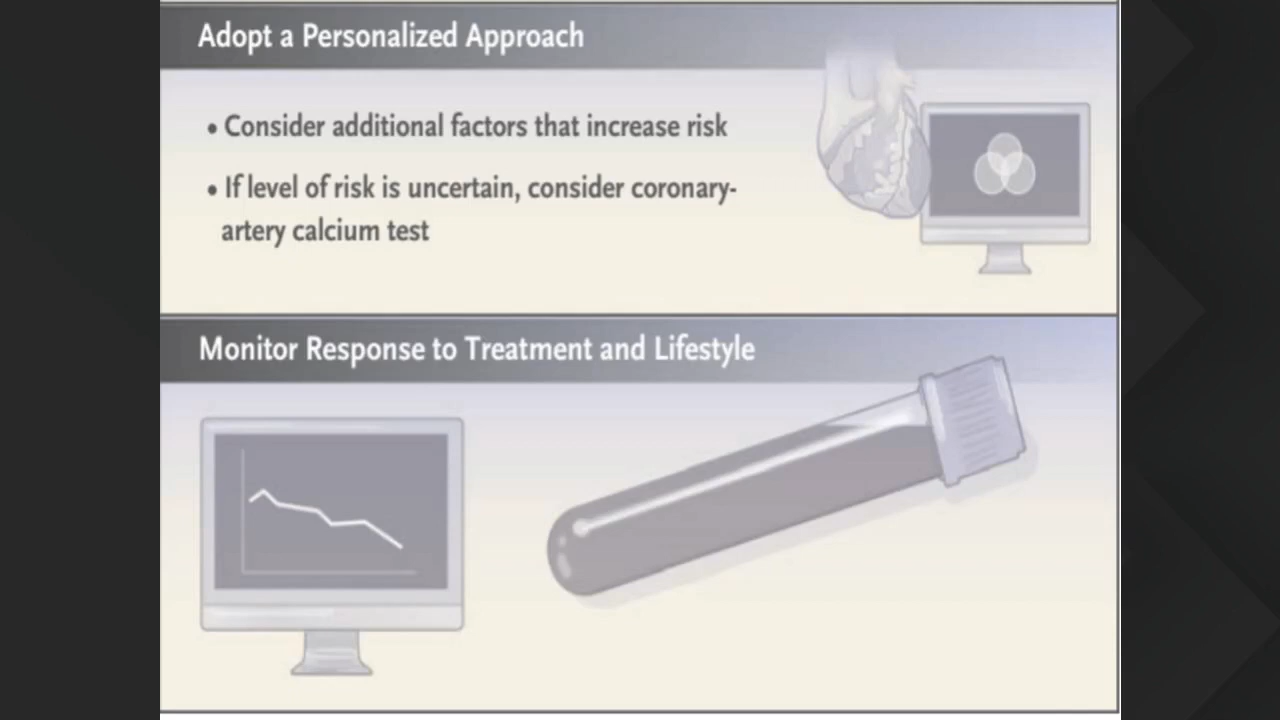 Adopt a Personalized Approach
• Consider additional factors that increase risk
• If level of risk is uncertain, consider coronary-
artery calcium test
Monitor Response to Treatment and Lifestyle